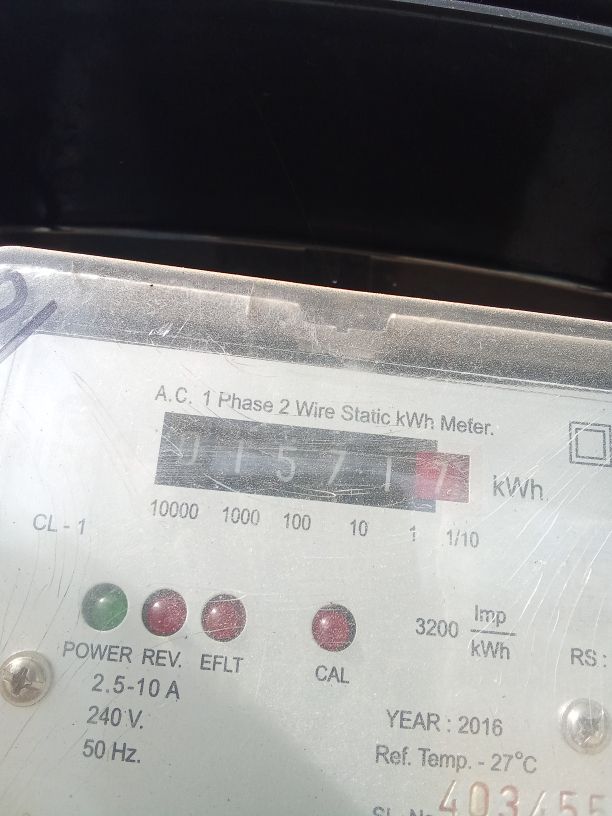 A.C. 1 Phase 2 Wire Static kWh Meter.
0 1 5 7 1 7 kWh
10000 1000 100 10 1 1/10
CL - 1
3200 Imp/kWh
POWER REV. EFLT CAL
RS :
2.5-10 A
240 V.
50 Hz.
YEAR : 2016
Ref. Temp. - 27°C